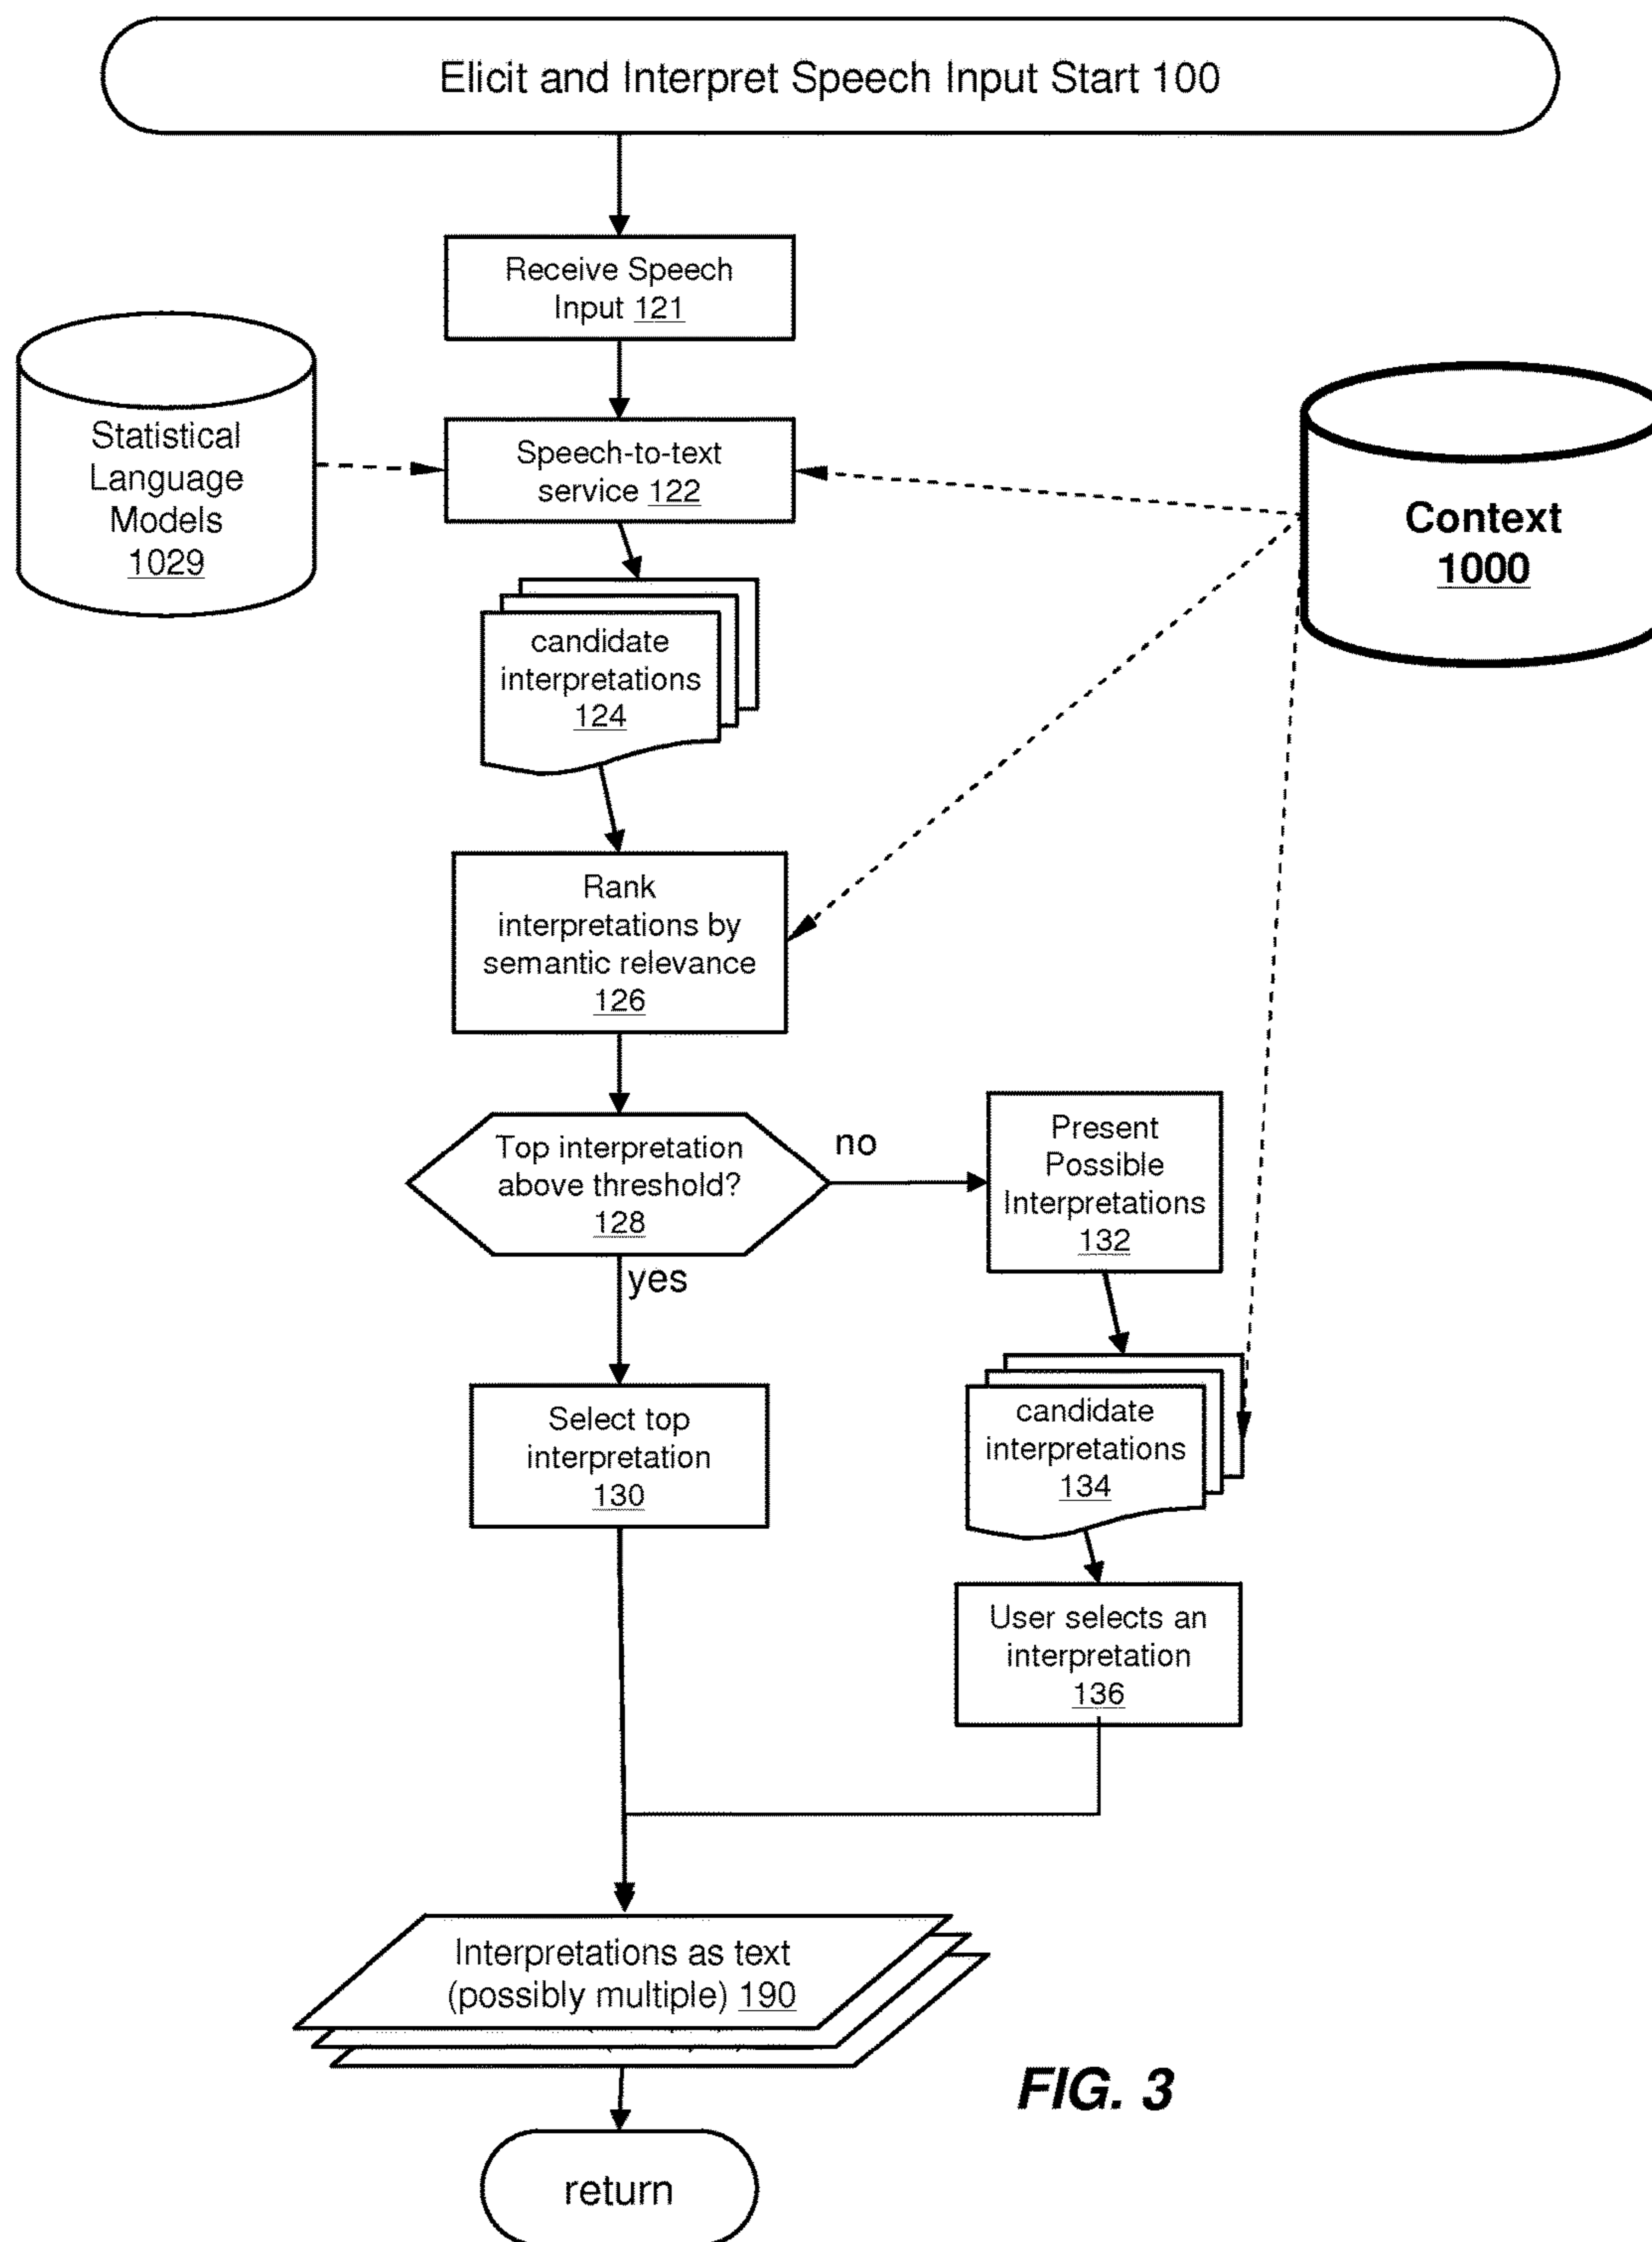 Elicit and Interpret Speech Input Start 100
Receive Speech
Input 121
Statistical
Language
Models
1029
Speech-to-text
service 122
Context
1000
candidate
interpretations
124
Rank
interpretations by
semantic relevance
126
Top interpretation
above threshold?
128
no
yes
Present
Possible
Interpretations
132
Select top
interpretation
130
candidate
interpretations
134
User selects an
interpretation
136
Interpretations as text
(possibly multiple) 190
FIG. 3
return